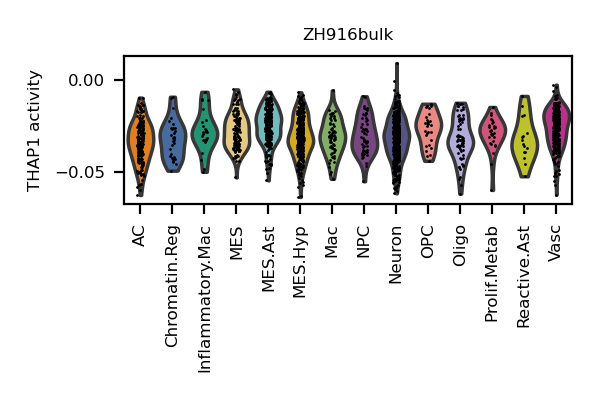 ZH916bulk
THAP1 activity
0.00
−0.05
AC
Chromatin.Reg
Inflammatory.Mac
MES
MES.Ast
MES.Hyp
Mac
NPC
Neuron
OPC
Oligo
Prolif.Metab
Reactive.Ast
Vasc